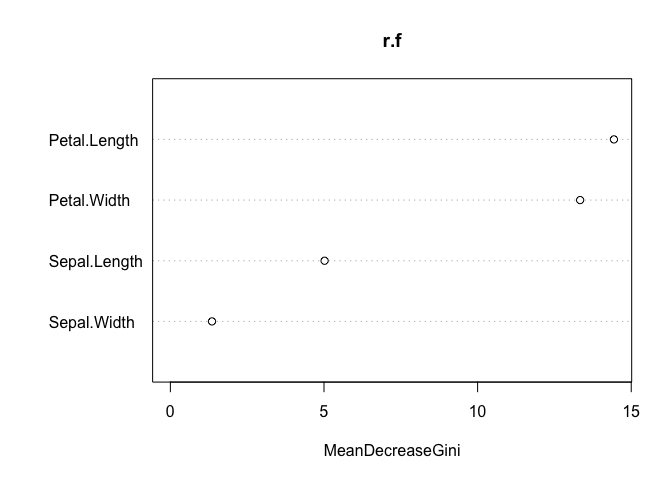 r.f
Petal.Length
Petal.Width
Sepal.Length
Sepal.Width
0 5 10 15
MeanDecreaseGini